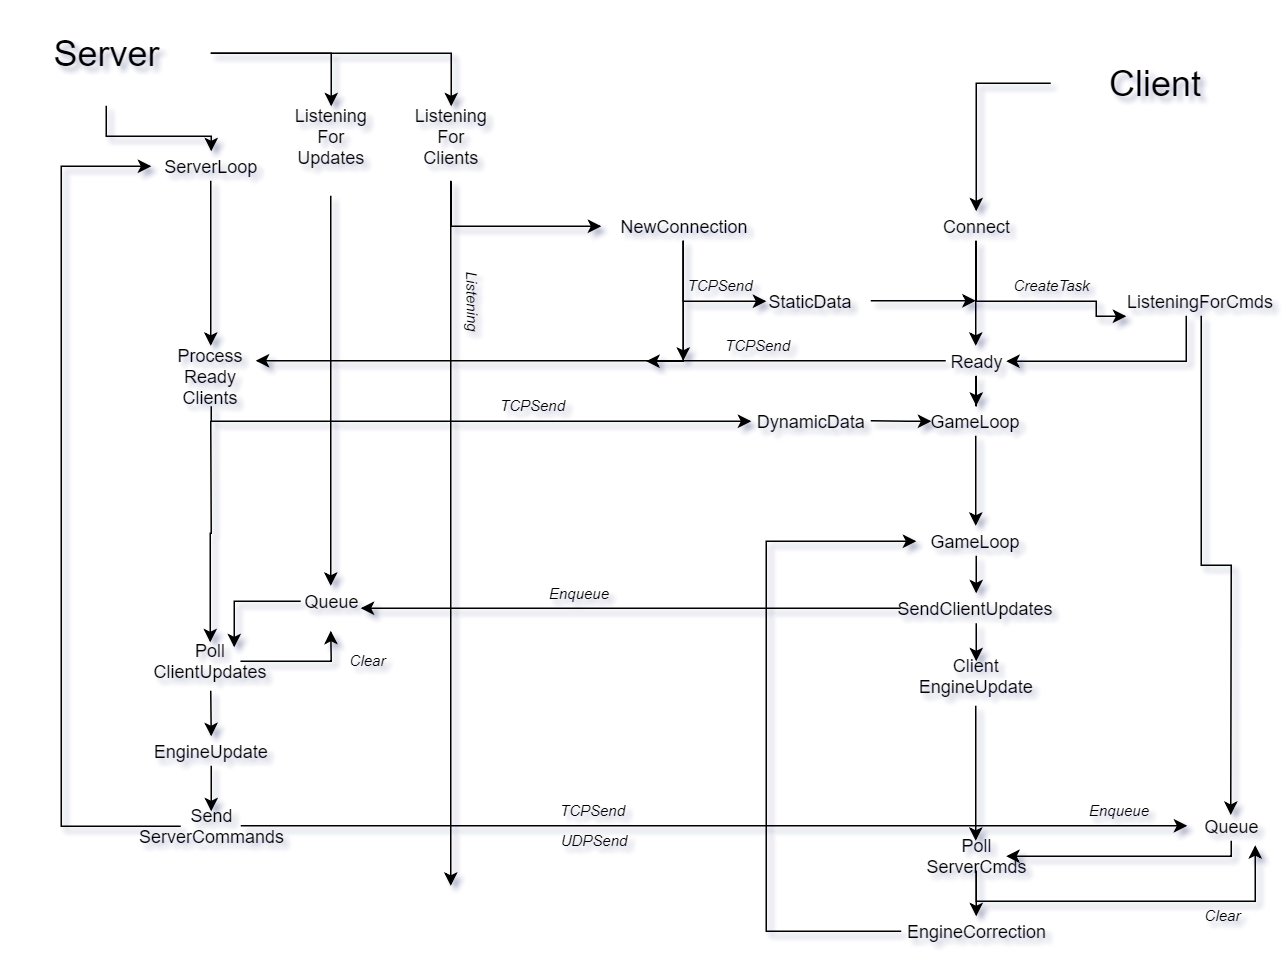 Server
Client
Listening
For
Updates
Listening
For
Clients
ServerLoop
NewConnection
Connect
Listening
TCPSend
StaticData
CreateTask
ListeningForCmds
Process
Ready
Clients
TCPSend
Ready
TCPSend
DynamicData
GameLoop
GameLoop
Queue
Enqueue
SendClientUpdates
Poll
ClientUpdates
Clear
Client
EngineUpdate
EngineUpdate
Send
ServerCommands
TCPSend
UDPSend
Enqueue
Queue
Poll
ServerCmds
Clear
EngineCorrection